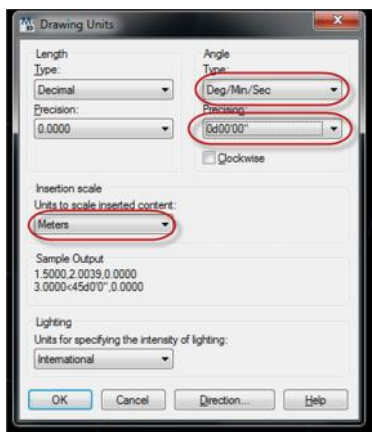 Drawing Units
Length
Type:
Decimal
Precision:
0.0000
Angle
Type:
Deg/Min/Sec
Precision:
0d00'00"
Clockwise
Insertion scale
Units to scale inserted content:
Meters
Sample Output
1.5000,2.0039,0.0000
3.0000<45d0'0",0.0000
Lighting
Units for specifying the intensity of lighting:
International
OK Cancel Direction... Help